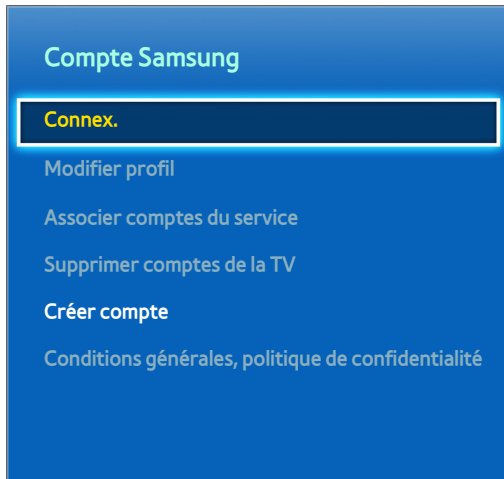 Compte Samsung
Connex.
Modifier profil
Associer comptes du service
Supprimer comptes de la TV
Créer compte
Conditions générales, politique de confidentialité